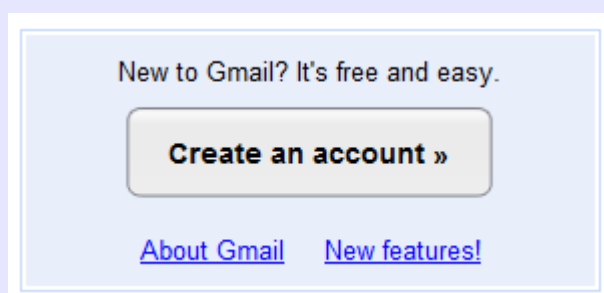 New to Gmail? It's free and easy.
Create an account »
About Gmail New features!